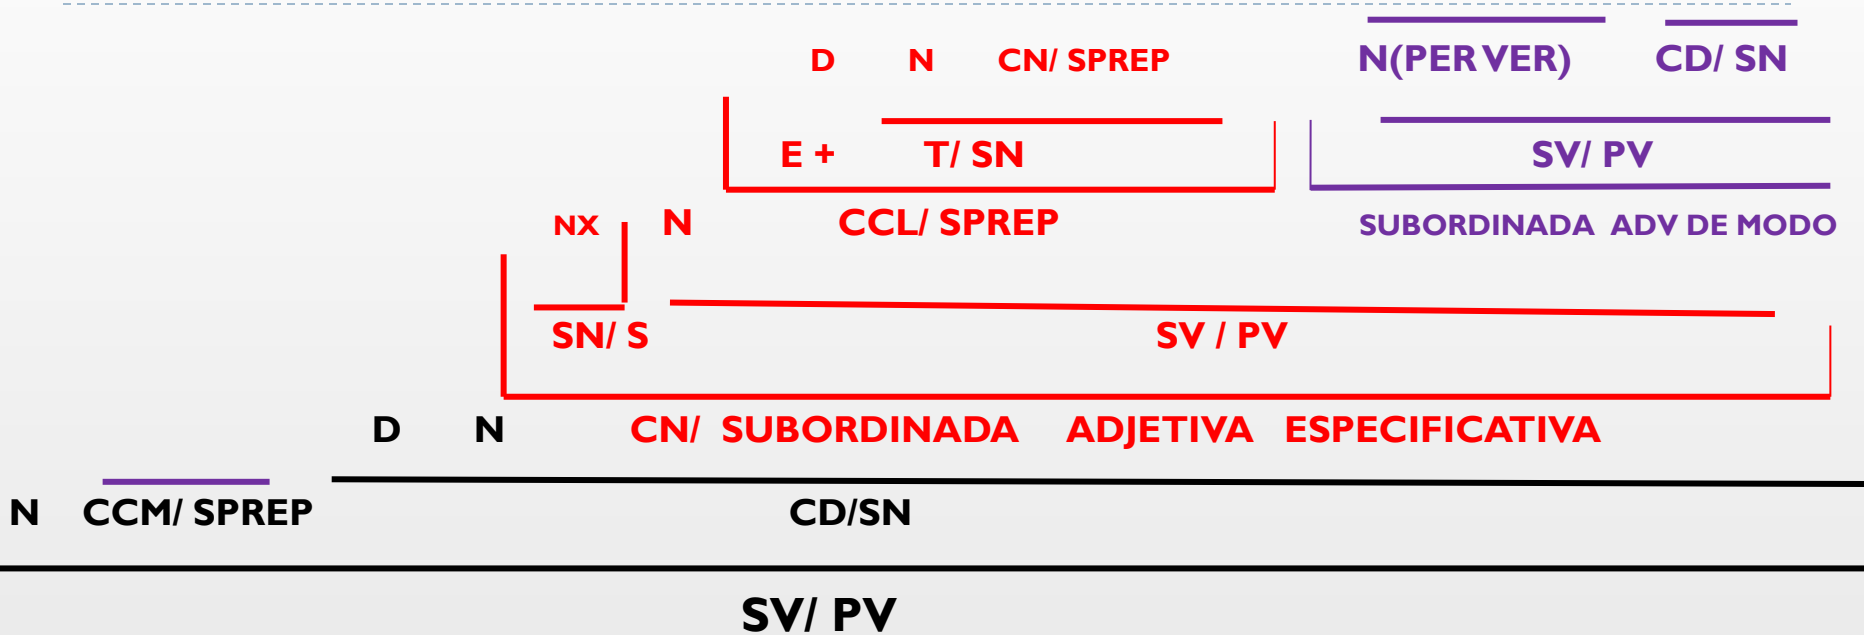 D N CN/ SPREP N(PER VER) CD/ SN
E + T/ SN SV/ PV
NX N CCL/ SPREP SUBORDINADA ADV DE MODO
SN/ S SV / PV
D N CN/ SUBORDINADA ADJETIVA ESPECIFICATIVA
N CCM/ SPREP CD/SN
SV/ PV